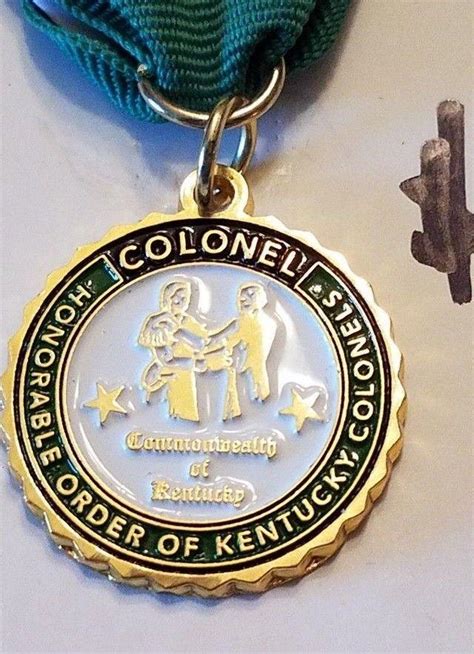 COLONEL
HONORABLE ORDER OF KENTUCKY COLONELS
Commonwealth
of
Kentucky